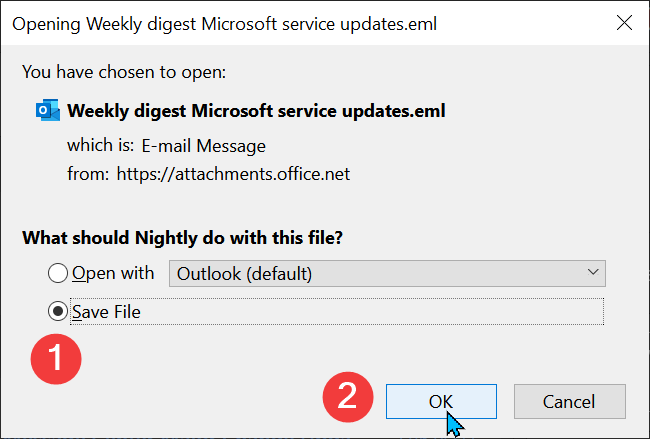 Opening Weekly digest Microsoft service updates.eml
You have chosen to open:
Weekly digest Microsoft service updates.eml
which is: E-mail Message
from: https://attachments.office.net
What should Nightly do with this file?
Open with Outlook (default)
Save File
1
2 OK Cancel